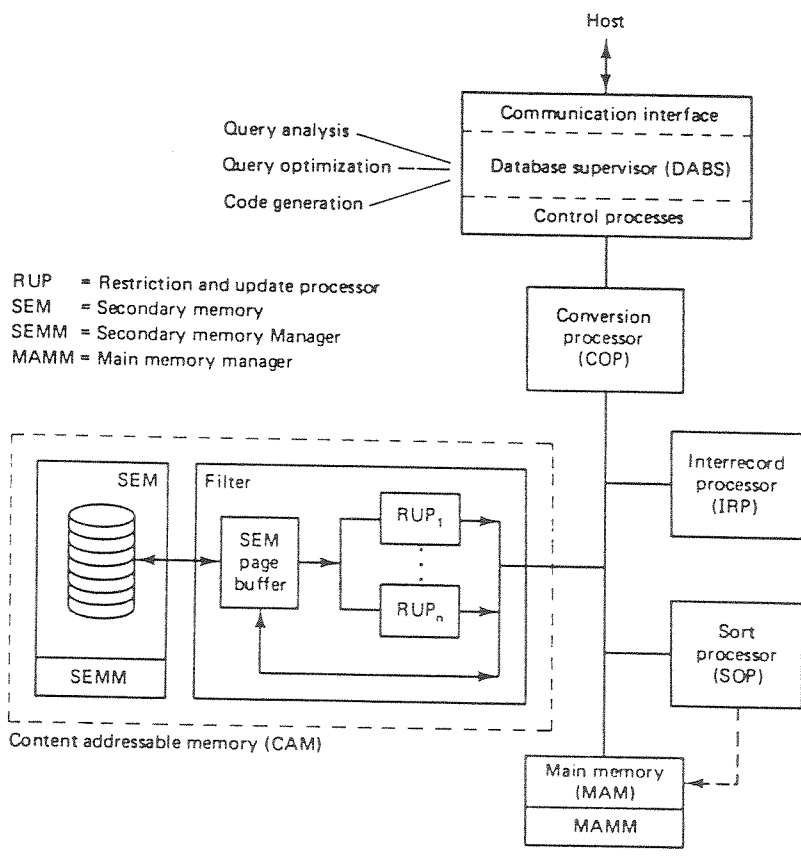 Host
Communication interface
Query analysis
Query optimization
Database supervisor (DABS)
Code generation
Control processes
RUP = Restriction and update processor
SEM = Secondary memory
SEMM = Secondary memory Manager
MAMM = Main memory manager
Conversion
processor
(COP)
Interrecord
processor
(IRP)
SEM
Filter
SEM
page
buffer
RUP1
RUPn
SEMM
Sort
processor
(SOP)
Content addressable memory (CAM)
Main memory
(MAM)
MAMM